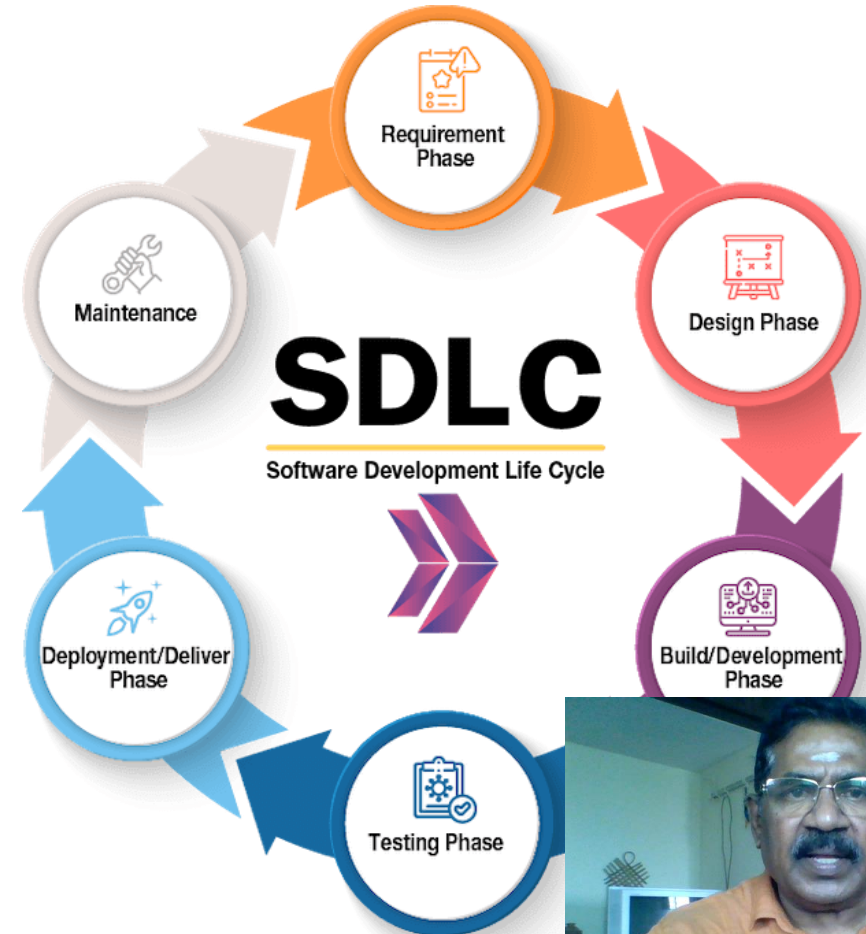 Requirement
Phase
Maintenance
Design Phase
SDLC
Software Development Life Cycle
Deployment/Deliver
Phase
Build/Development
Phase
Testing Phase